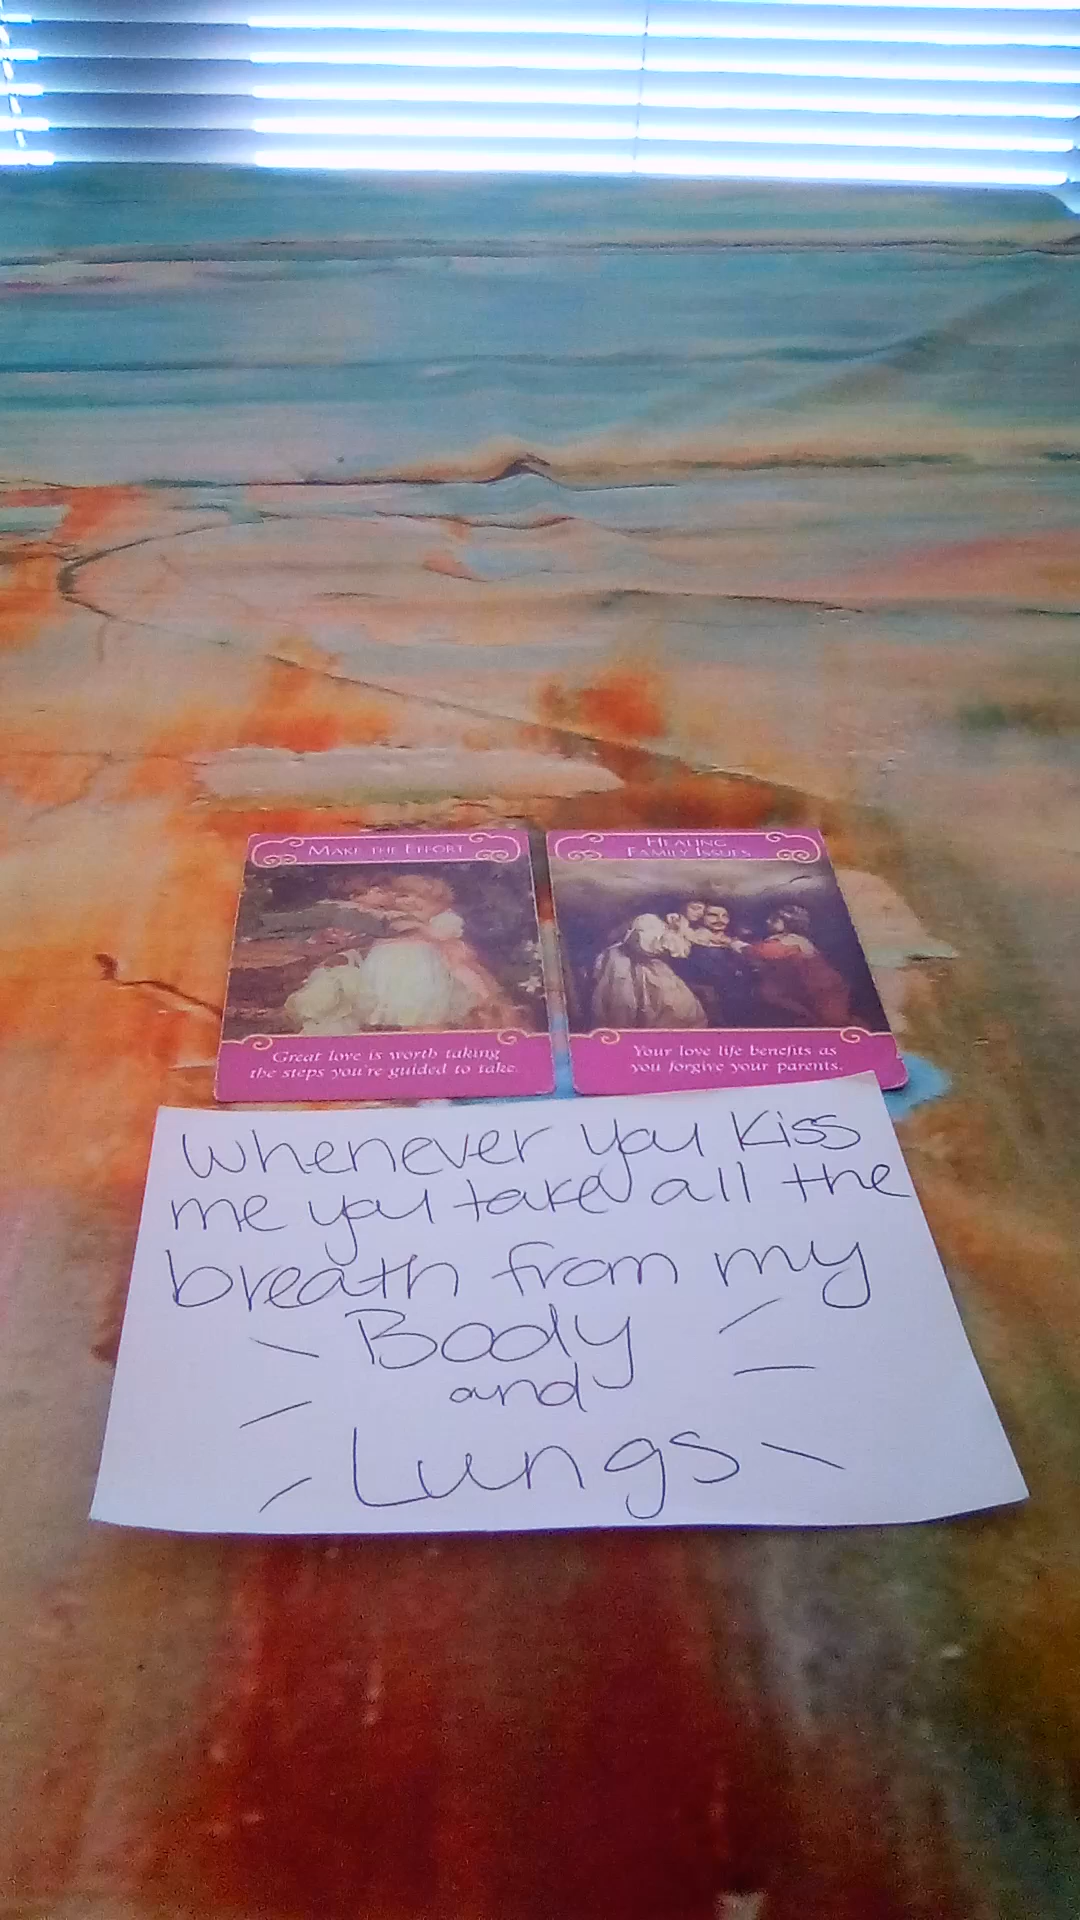 MAKE THE EFFORT
Great love is worth taking
the steps you're guided to take.
HEALING
FAMILY ISSUES
Your love life benefits as
you forgive your parents.
Whenever you Kiss
me you take all the
breath from my
Body
and
Lungs